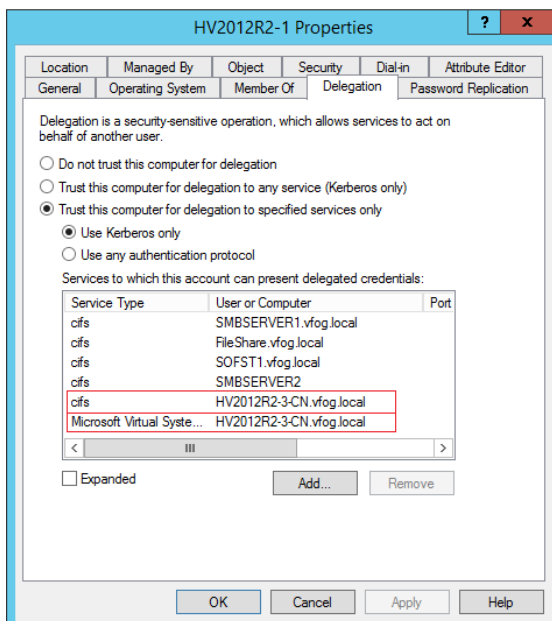 HV2012R2-1 Properties
? x
Location Managed By Object Security Dial-in Attribute Editor
General Operating System Member Of Delegation Password Replication
Delegation is a security-sensitive operation, which allows services to act on
behalf of another user.
Do not trust this computer for delegation
Trust this computer for delegation to any service (Kerberos only)
Trust this computer for delegation to specified services only
Use Kerberos only
Use any authentication protocol
Services to which this account can present delegated credentials:
Service Type User or Computer Port
cifs SMBSERVER1.vfog.local
cifs FileShare.vfog.local
cifs SOFST1.vfog.local
cifs SMBSERVER2
cifs HV2012R2-3-CN.vfog.local
Microsoft Virtual Syste... HV2012R2-3-CN.vfog.local
Expanded Add... Remove
OK Cancel Apply Help